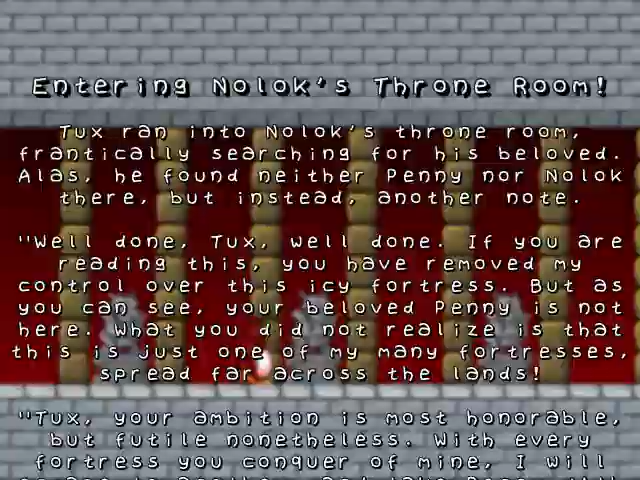 Entering Nolok's Throne Room!
Tux ran into Nolok's throne room,
frantically searching for his beloved.
Alas, he found neither Penny nor Nolok
there, but instead, another note.
"Well done, Tux, well done. If you are
reading this, you have removed my
control over this icy fortress. But as
you can see, your beloved Penny is not
here. What you did not realize is that
this is just one of my many fortresses,
spread far across the lands!
"Tux, your ambition is most honorable,
but futile nonetheless. With every
fortress you conquer of mine, I will